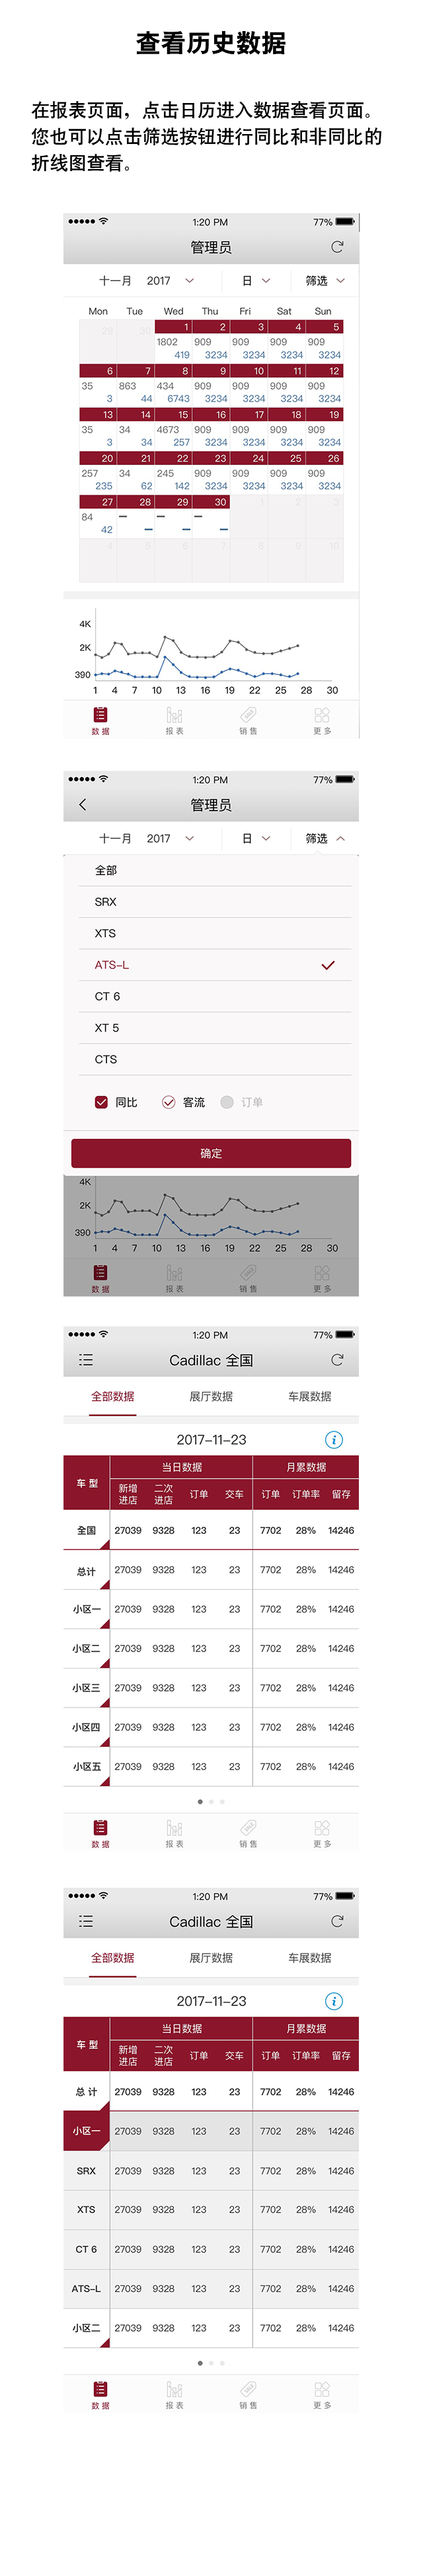 查看历史数据
在报表页面，点击日历进入数据查看页面。
您也可以点击筛选按钮进行同比和非同比的
折线图查看。
1:20 PM 77%
管理员
十一月 2017 日 筛选
Mon Tue Wed Thu Fri Sat Sun
29 30 1 2 3 4 5
1802 909 909 909 909
419 3234 3234 3234 3234
6 7 8 9 10 11 12
35 863 434 909 909 909 909
3 44 6743 3234 3234 3234 3234
13 14 15 16 17 18 19
35 34 4673 909 909 909 909
3 34 257 3234 3234 3234 3234
20 21 22 23 24 25 26
257 34 245 909 909 909 909
235 62 142 3234 3234 3234 3234
27 28 29 30 1 2 3
84 – – –
42 – – –
4 5 6 7 8 9 10
4K
2K
390
1 4 7 10 13 16 19 22 25 28 30
数据 报表 销售 更多
1:20 PM 77%
管理员
十一月 2017 日 筛选
全部
SRX
XTS
ATS-L
CT 6
XT 5
CTS
同比 客流 订单
确定
4K
2K
390
1 4 7 10 13 16 19 22 25 28 30
数据 报表 销售 更多
1:20 PM 77%
Cadillac 全国
全部数据 展厅数据 车展数据
2017-11-23 i
车型 当日数据 月累数据
新增进店 二次进店 订单 交车 订单 订单率 留存
全国 27039 9328 123 23 7702 28% 14246
总计 27039 9328 123 23 7702 28% 14246
小区一 27039 9328 123 23 7702 28% 14246
小区二 27039 9328 123 23 7702 28% 14246
小区三 27039 9328 123 23 7702 28% 14246
小区四 27039 9328 123 23 7702 28% 14246
小区五 27039 9328 123 23 7702 28% 14246
数据 报表 销售 更多
1:20 PM 77%
Cadillac 全国
全部数据 展厅数据 车展数据
2017-11-23 i
车型 当日数据 月累数据
新增进店 二次进店 订单 交车 订单 订单率 留存
总计 27039 9328 123 23 7702 28% 14246
小区一 27039 9328 123 23 7702 28% 14246
SRX 27039 9328 123 23 7702 28% 14246
XTS 27039 9328 123 23 7702 28% 14246
CT 6 27039 9328 123 23 7702 28% 14246
ATS-L 27039 9328 123 23 7702 28% 14246
小区二 27039 9328 123 23 7702 28% 14246
数据 报表 销售 更多